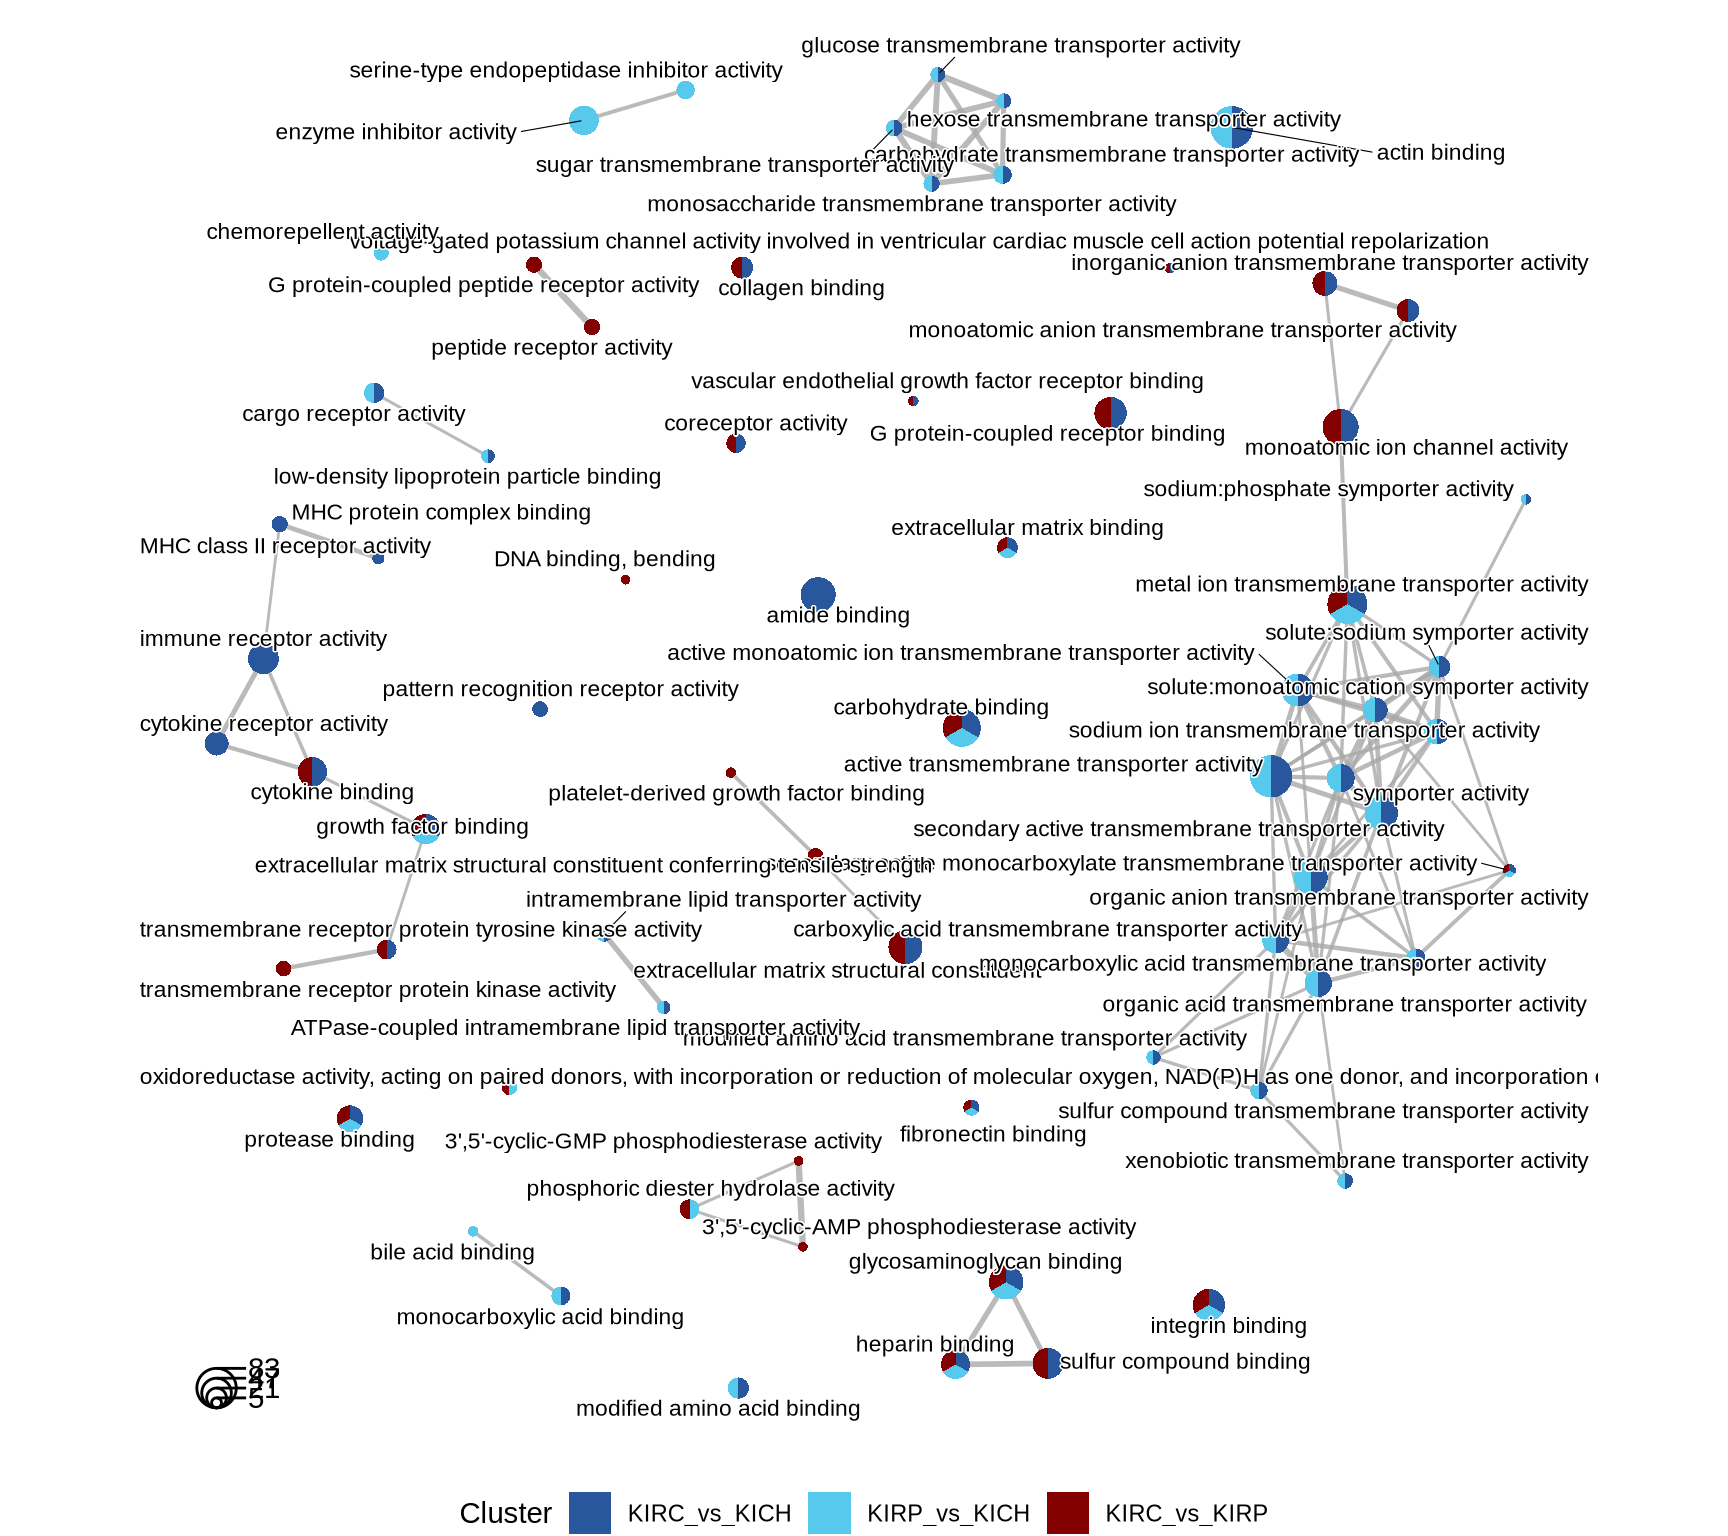 glucose transmembrane transporter activity
serine-type endopeptidase inhibitor activity
hexose transmembrane transporter activity
enzyme inhibitor activity
carbohydrate transmembrane transporter activity
actin binding
sugar transmembrane transporter activity
monosaccharide transmembrane transporter activity
chemorepellent activity
voltage-gated potassium channel activity involved in ventricular cardiac muscle cell action potential repolarization
inorganic anion transmembrane transporter activity
G protein-coupled peptide receptor activity
collagen binding
monoatomic anion transmembrane transporter activity
peptide receptor activity
vascular endothelial growth factor receptor binding
cargo receptor activity
coreceptor activity
G protein-coupled receptor binding
monoatomic ion channel activity
low-density lipoprotein particle binding
sodium:phosphate symporter activity
MHC protein complex binding
extracellular matrix binding
MHC class II receptor activity
DNA binding, bending
metal ion transmembrane transporter activity
amide binding
immune receptor activity
solute:sodium symporter activity
active monoatomic ion transmembrane transporter activity
pattern recognition receptor activity
solute:monoatomic cation symporter activity
carbohydrate binding
cytokine receptor activity
sodium ion transmembrane transporter activity
active transmembrane transporter activity
cytokine binding
platelet-derived growth factor binding
symporter activity
growth factor binding
secondary active transmembrane transporter activity
extracellular matrix structural constituent conferring tensile strength
monocarboxylate transmembrane transporter activity
intramembrane lipid transporter activity
organic anion transmembrane transporter activity
transmembrane receptor protein tyrosine kinase activity
carboxylic acid transmembrane transporter activity
extracellular matrix structural constituent
monocarboxylic acid transmembrane transporter activity
transmembrane receptor protein kinase activity
organic acid transmembrane transporter activity
ATPase-coupled intramembrane lipid transporter activity
modified amino acid transmembrane transporter activity
oxidoreductase activity, acting on paired donors, with incorporation or reduction of molecular oxygen, NAD(P)H as one donor, and incorporation
sulfur compound transmembrane transporter activity
protease binding
3',5'-cyclic-GMP phosphodiesterase activity
fibronectin binding
xenobiotic transmembrane transporter activity
phosphoric diester hydrolase activity
3',5'-cyclic-AMP phosphodiesterase activity
bile acid binding
glycosaminoglycan binding
monocarboxylic acid binding
integrin binding
heparin binding
sulfur compound binding
83
21
5
modified amino acid binding
Cluster KIRC_vs_KICH KIRP_vs_KICH KIRC_vs_KIRP